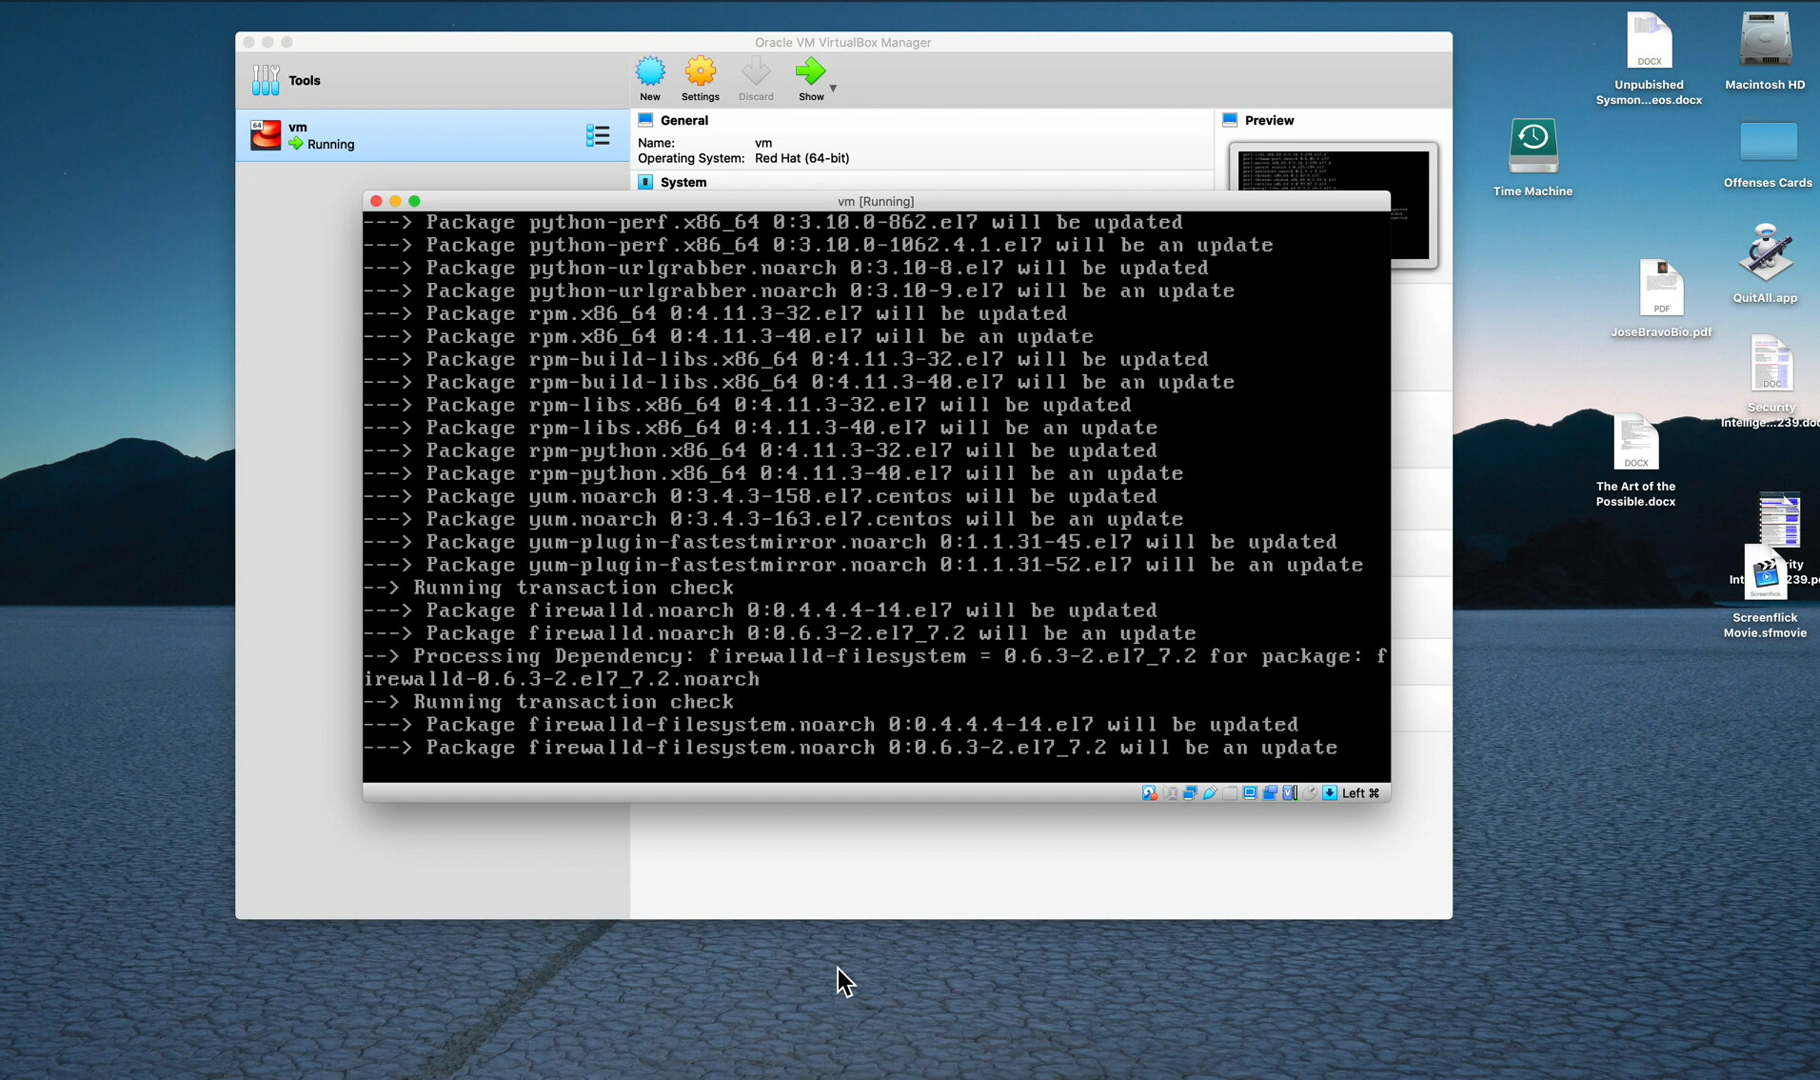 Oracle VM VirtualBox Manager
Tools
New
Settings
Discard
Show
64
vm
Running
General
Name: vm
Operating System: Red Hat (64-bit)
System
Preview
vm [Running]
---> Package python-perf.x86_64 0:3.10.0-862.el7 will be updated
---> Package python-perf.x86_64 0:3.10.0-1062.4.1.el7 will be an update
---> Package python-urlgrabber.noarch 0:3.10-8.el7 will be updated
---> Package python-urlgrabber.noarch 0:3.10-9.el7 will be an update
---> Package rpm.x86_64 0:4.11.3-32.el7 will be updated
---> Package rpm.x86_64 0:4.11.3-40.el7 will be an update
---> Package rpm-build-libs.x86_64 0:4.11.3-32.el7 will be updated
---> Package rpm-build-libs.x86_64 0:4.11.3-40.el7 will be an update
---> Package rpm-libs.x86_64 0:4.11.3-32.el7 will be updated
---> Package rpm-libs.x86_64 0:4.11.3-40.el7 will be an update
---> Package rpm-python.x86_64 0:4.11.3-32.el7 will be updated
---> Package rpm-python.x86_64 0:4.11.3-40.el7 will be an update
---> Package yum.noarch 0:3.4.3-158.el7.centos will be updated
---> Package yum.noarch 0:3.4.3-163.el7.centos will be an update
---> Package yum-plugin-fastestmirror.noarch 0:1.1.31-45.el7 will be updated
---> Package yum-plugin-fastestmirror.noarch 0:1.1.31-52.el7 will be an update
--> Running transaction check
---> Package firewalld.noarch 0:0.4.4.4-14.el7 will be updated
---> Package firewalld.noarch 0:0.6.3-2.el7_7.2 will be an update
--> Processing Dependency: firewalld-filesystem = 0.6.3-2.el7_7.2 for package: f
irewalld-0.6.3-2.el7_7.2.noarch
--> Running transaction check
---> Package firewalld-filesystem.noarch 0:0.4.4.4-14.el7 will be updated
---> Package firewalld-filesystem.noarch 0:0.6.3-2.el7_7.2 will be an update
Left ⌘
DOCX
Unpubished
Sysmon...eos.docx
Macintosh HD
Time Machine
Offenses Cards
QuitAll.app
PDF
JoseBravoBio.pdf
DOC
Security
Intellige...239.doc
DOCX
The Art of the
Possible.docx
Screenflick
Screenflick
Movie.sfmovie